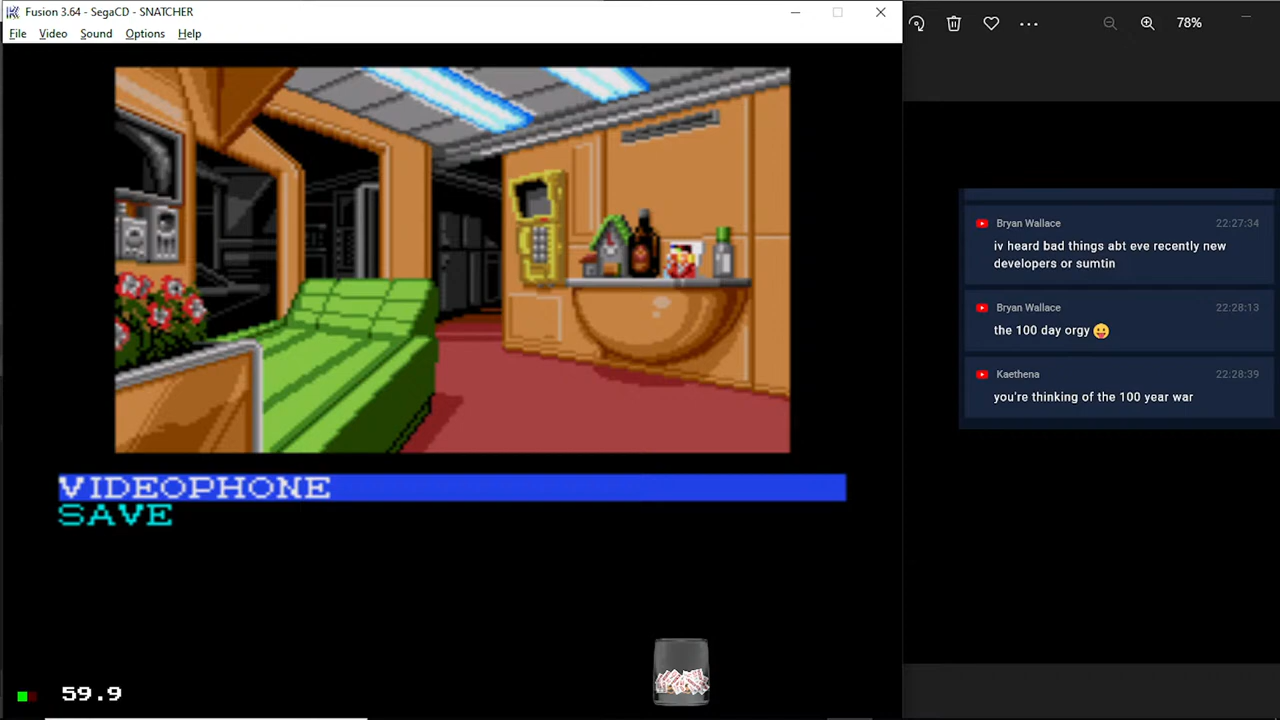 Fusion 3.64 - SegaCD - SNATCHER
File Video Sound Options Help
78%
Bryan Wallace 22:27:34
iv heard bad things abt eve recently new
developers or sumtin
Bryan Wallace 22:28:13
the 100 day orgy 😛
Kaethena 22:28:39
you're thinking of the 100 year war
VIDEOPHONE
SAVE
59.9